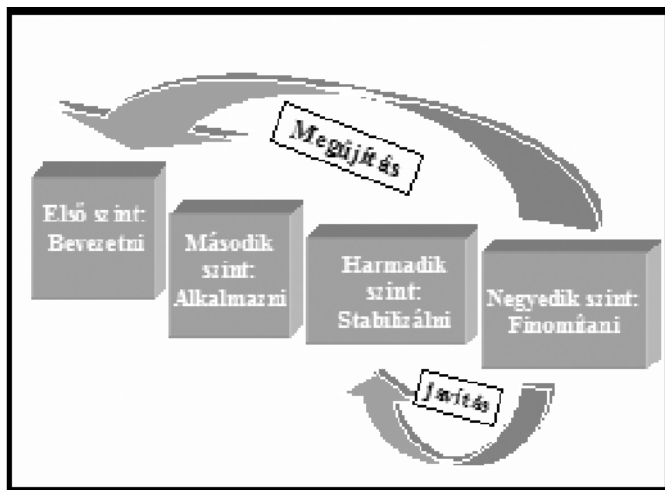 Megújítás
Első szint:
Bevezetni
Második
szint:
Alkalmazni
Harmadik
szint:
Stabilizálni
Negyedik szint:
Finomítani
Javítás